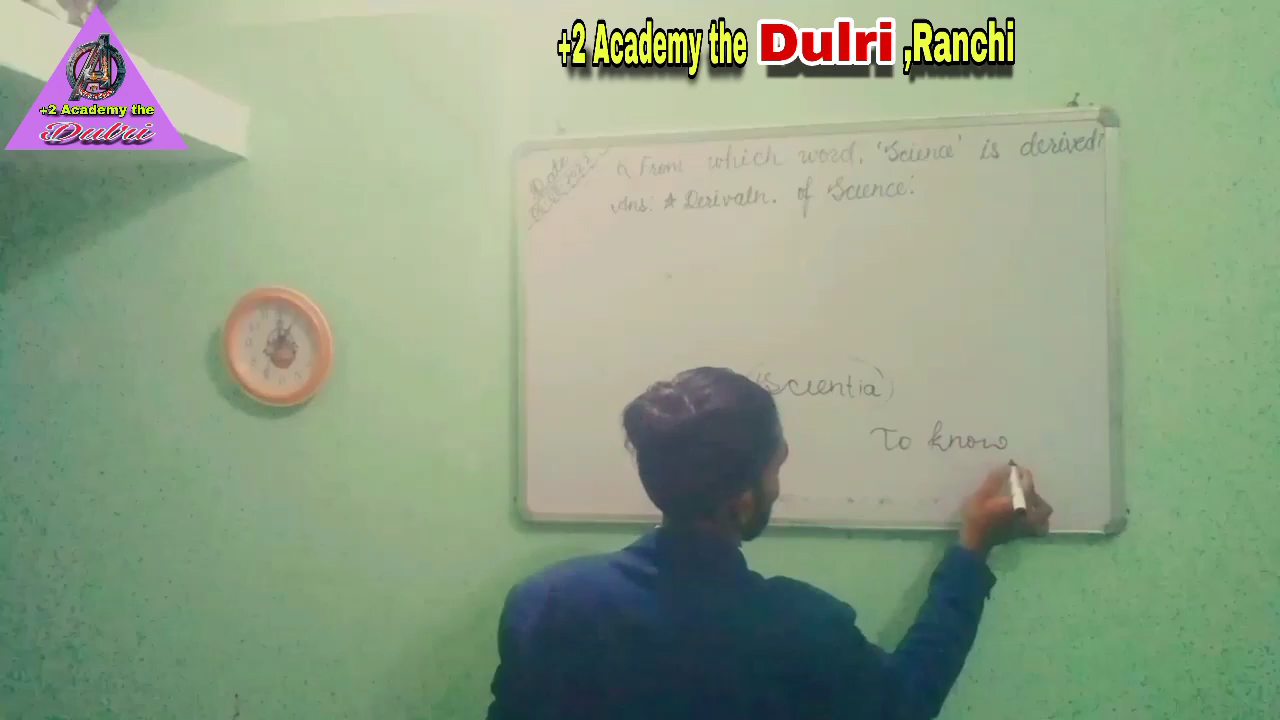 +2 Academy the Dulri ,Ranchi
+2 Academy the
Dulri
Date
Q From which word, 'Science' is derived?
Ans: * Derivatn. of Science:
('Scientia')
To know